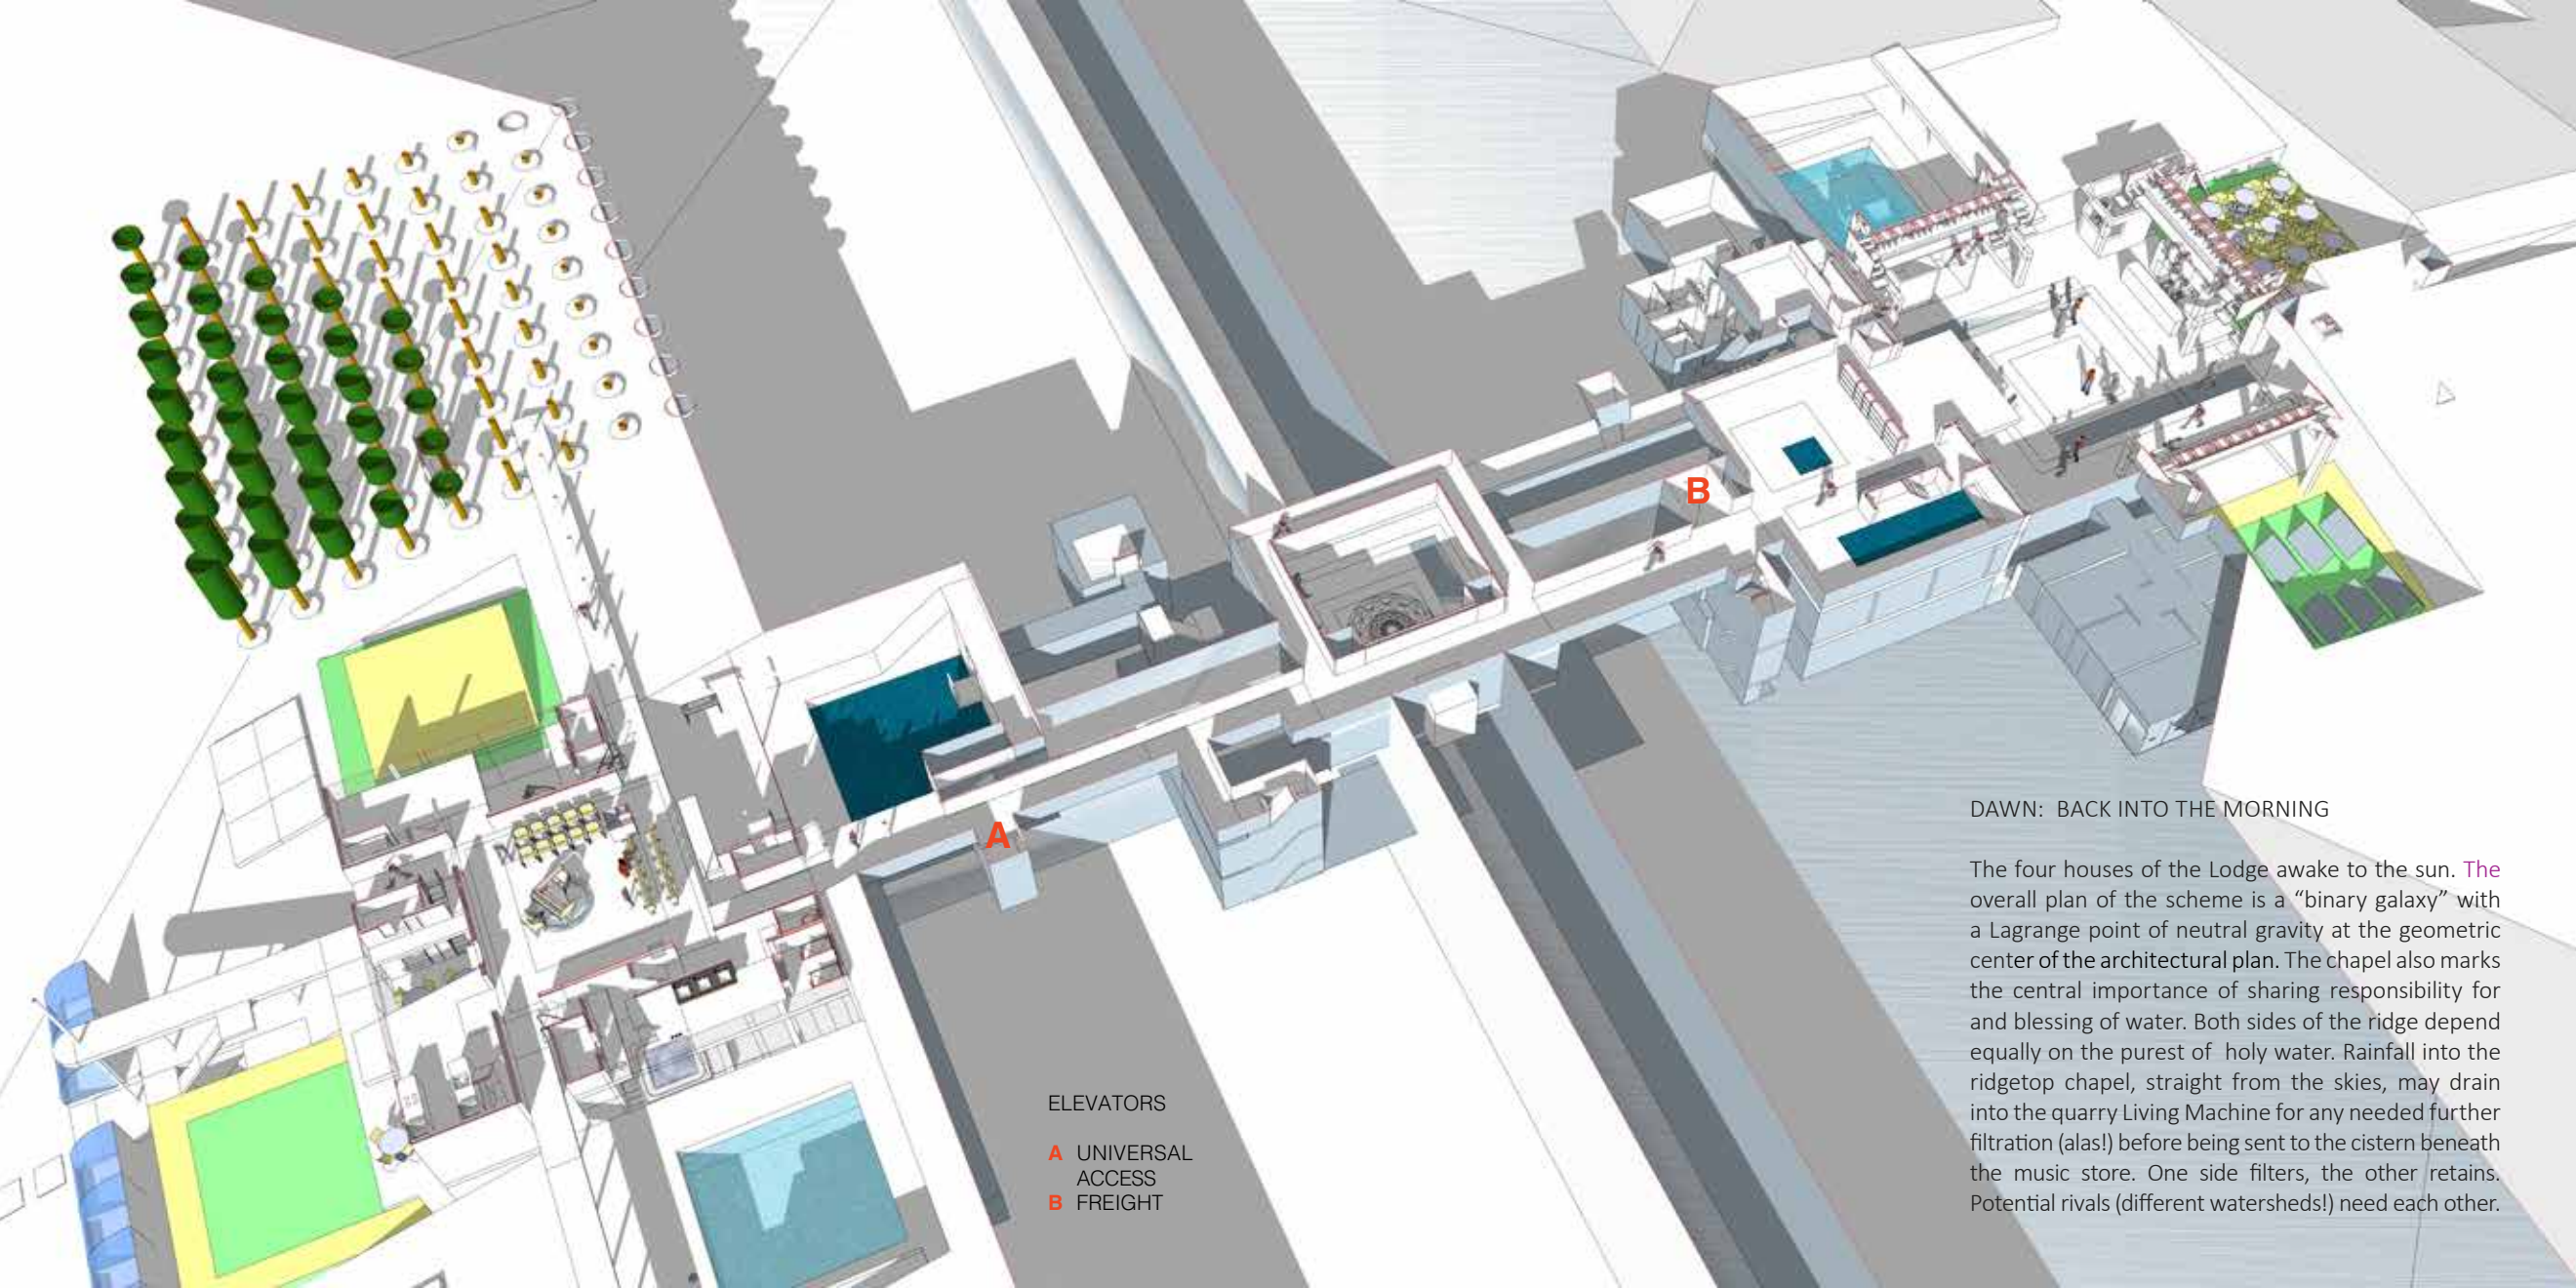 B
A
DAWN:  BACK INTO THE MORNING
The four houses of the Lodge awake to the sun. The
overall plan of the scheme is a “binary galaxy” with
a Lagrange point of neutral gravity at the geometric
center of the architectural plan. The chapel also marks
the central importance of sharing responsibility for
and blessing of water. Both sides of the ridge depend
equally on the purest of  holy water. Rainfall into the
ridgetop chapel, straight from the skies, may drain
into the quarry Living Machine for any needed further
filtration (alas!) before being sent to the cistern beneath
the music store. One side filters, the other retains.
Potential rivals (different watersheds!) need each other.
ELEVATORS
A UNIVERSAL
ACCESS
B FREIGHT